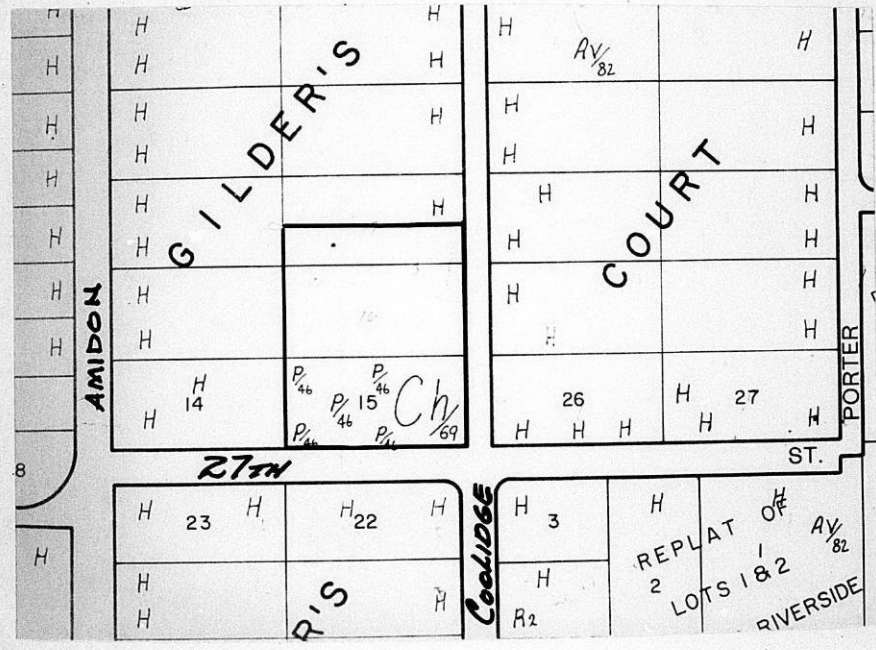 H H H H
H H H AV/82 H
H H H H
H H H
H H H
H H H H
H H H H
H H H
H H H
GILDER'S
COURT
AMIDON
PORTER
H P/46 P/46
14 P/46 15 Ch/69 26 H 27
H P/46 H H H H H
27TH ST.
8
H 23 H H 22 H H 3 H H
COOLIDGE
REPLAT OF
2 1 AV/82
LOTS 1 & 2
RIVERSIDE
H H H H
H R'S R2